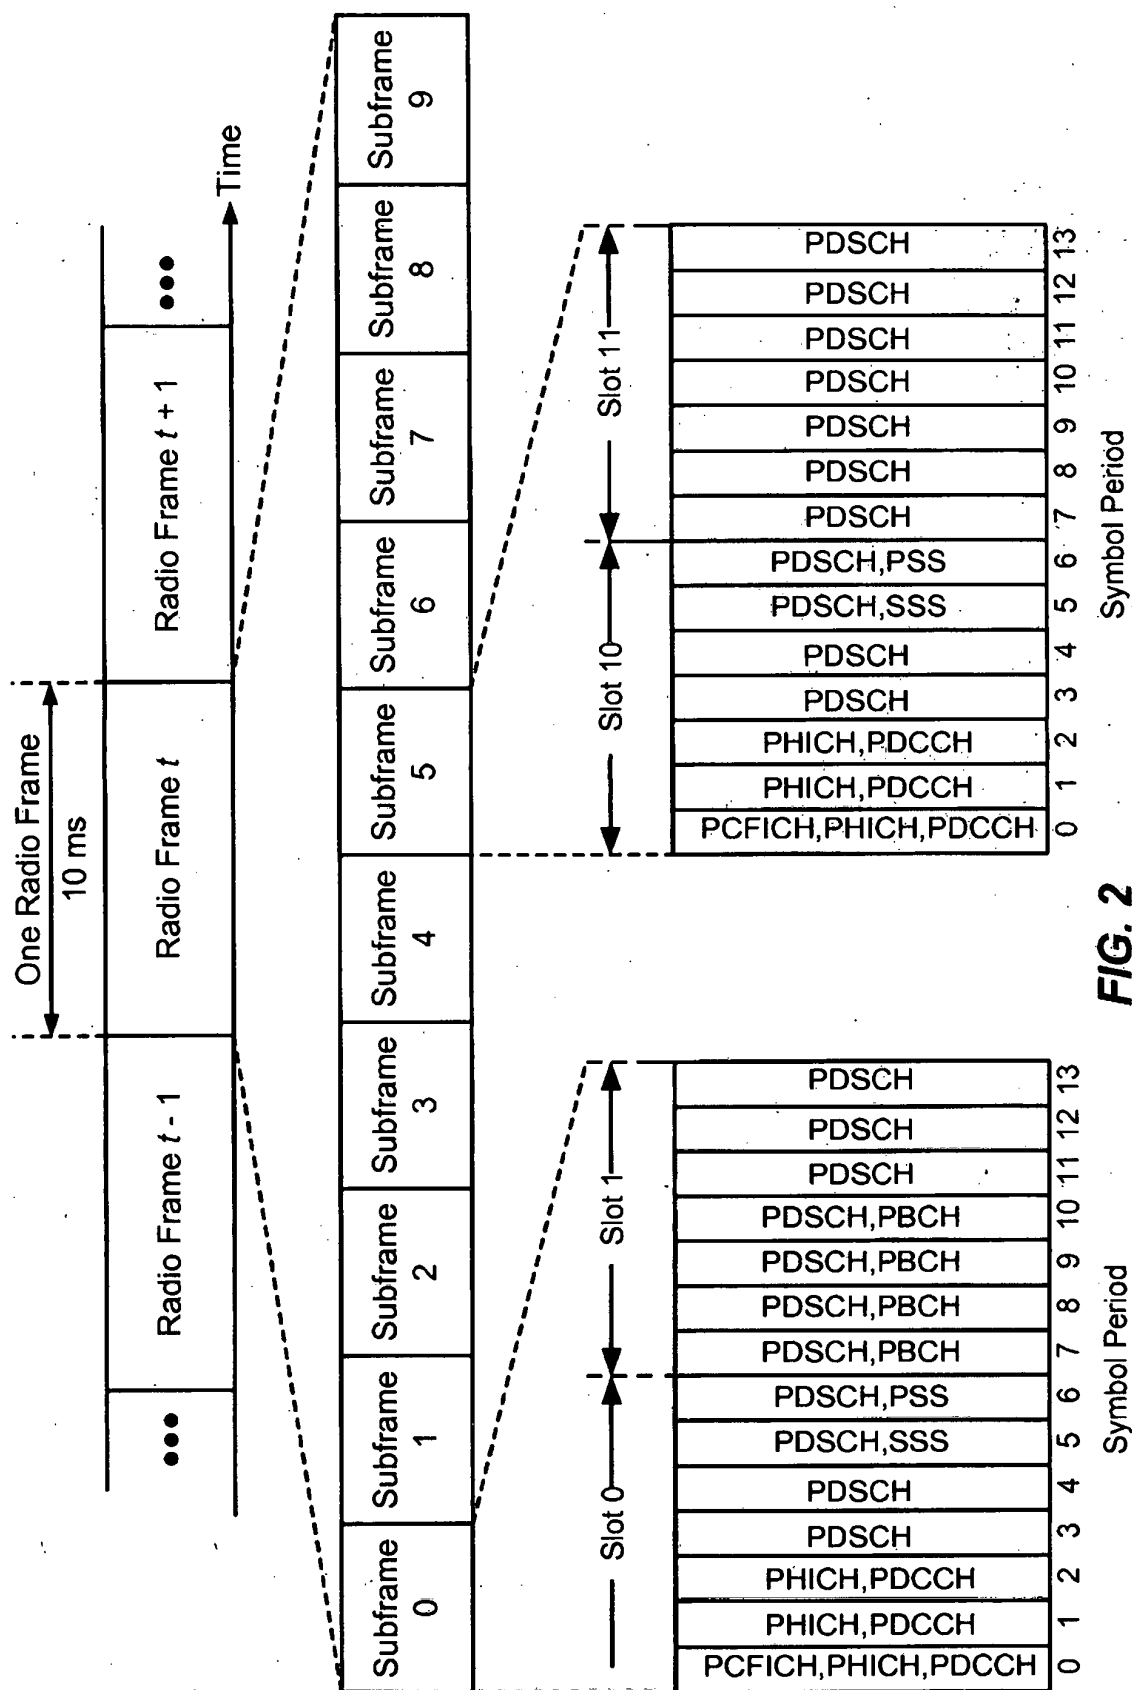 One Radio Frame
10 ms
Radio Frame t - 1
Radio Frame t
Radio Frame t + 1
Time
Subframe 0
Subframe 1
Subframe 2
Subframe 3
Subframe 4
Subframe 5
Subframe 6
Subframe 7
Subframe 8
Subframe 9
Slot 0
Slot 1
PCFICH,PHICH,PDCCH
PHICH,PDCCH
PHICH,PDCCH
PDSCH
PDSCH
PDSCH,SSS
PDSCH,PSS
PDSCH,PBCH
PDSCH,PBCH
PDSCH,PBCH
PDSCH,PBCH
PDSCH
PDSCH
PDSCH
0 1 2 3 4 5 6 7 8 9 10 11 12 13
Symbol Period
Slot 10
Slot 11
PCFICH,PHICH,PDCCH
PHICH,PDCCH
PHICH,PDCCH
PDSCH
PDSCH
PDSCH,SSS
PDSCH,PSS
PDSCH
PDSCH
PDSCH
PDSCH
PDSCH
PDSCH
PDSCH
0 1 2 3 4 5 6 7 8 9 10 11 12 13
Symbol Period
FIG. 2